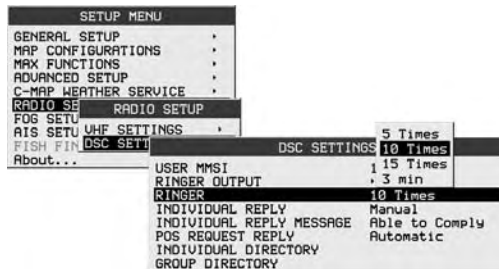 SETUP MENU
GENERAL SETUP
MAP CONFIGURATIONS
MAX FUNCTIONS
ADVANCED SETUP
C-MAP WEATHER SERVICE
RADIO SE
FOG SETU
AIS SETU
FISH FIN
About...
RADIO SETUP
VHF SETTINGS
DSC SETT
DSC SETTINGS
USER MMSI 1
RINGER OUTPUT
RINGER 10 Times
INDIVIDUAL REPLY Manual
INDIVIDUAL REPLY MESSAGE Able to Comply
POS REQUEST REPLY Automatic
INDIVIDUAL DIRECTORY
GROUP DIRECTORY
5 Times
10 Times
15 Times
3 min